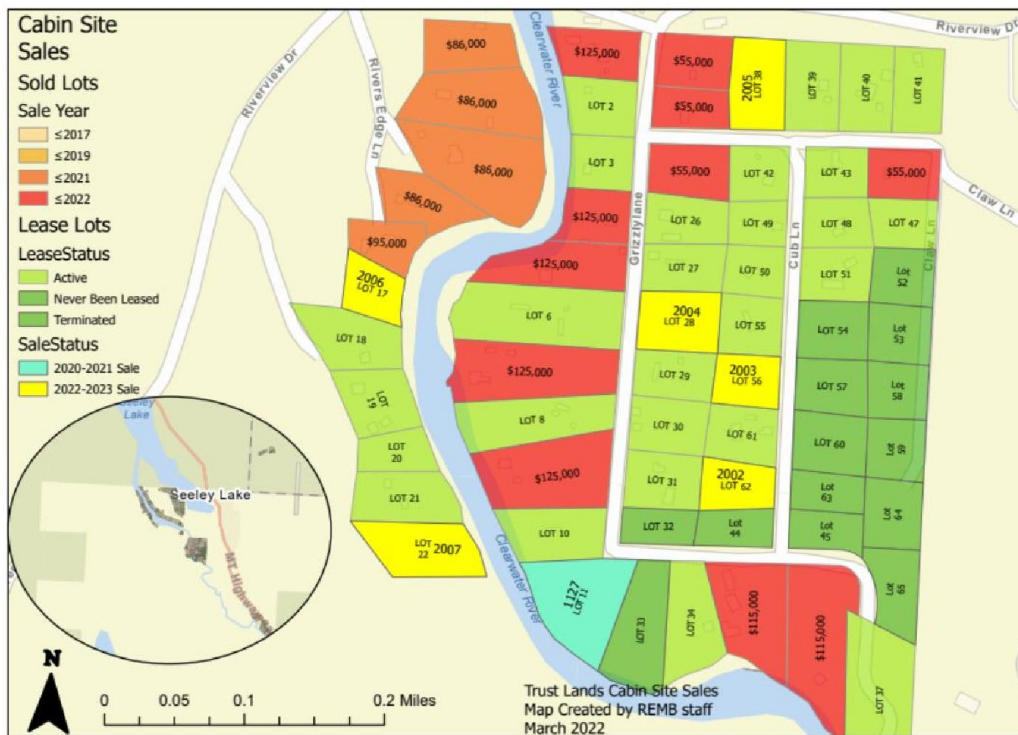 Cabin Site
Sales
Sold Lots
Sale Year
≤2017
≤2019
≤2021
≤2022
Lease Lots
LeaseStatus
Active
Never Been Leased
Terminated
SaleStatus
2020-2021 Sale
2022-2023 Sale
Riverview Dr
Rivers Edge Ln
Clearwater River
Riverview Dr
$86,000
$86,000
$86,000
$86,000
$95,000
2006
LOT 17
LOT 18
LOT
19
LOT
20
LOT 21
LOT
22
2007
$125,000
LOT 2
LOT 3
$125,000
$125,000
LOT 6
$125,000
LOT 8
$125,000
LOT 10
1127
LOT 11
Clearwater River
Grizzlylane
$55,000
$55,000
2005
LOT 38
LOT 39
LOT 40
LOT 41
$55,000
LOT 42
LOT 26
LOT 49
LOT 27
LOT 50
2004
LOT 28
LOT 55
LOT 29
2003
LOT 56
LOT 30
LOT 61
LOT 31
2002
LOT 62
LOT 32
Lot
44
Cub Ln
LOT 43
$55,000
LOT 48
LOT 47
LOT 51
Lot
52
LOT 54
Lot
53
LOT 57
Lot
58
LOT 60
Lot
59
Lot
63
Lot
64
Lot
45
Lot
65
Claw Ln
Claw Ln
LOT 33
LOT 34
$115,000
$115,000
LOT 37
Lake
Seeley Lake
N
0
0.05
0.1
0.2 Miles
Trust Lands Cabin Site Sales
Map Created by REMB staff
March 2022